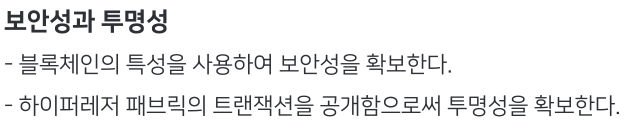 보안성과 투명성
- 블록체인의 특성을 사용하여 보안성을 확보한다.
- 하이퍼레저 패브릭의 트랜잭션을 공개함으로써 투명성을 확보한다.